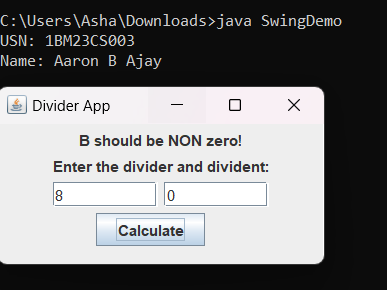 C:\Users\Asha\Downloads>java SwingDemo
USN: 1BM23CS003
Name: Aaron B Ajay
Divider App
B should be NON zero!
Enter the divider and divident:
8 0
Calculate